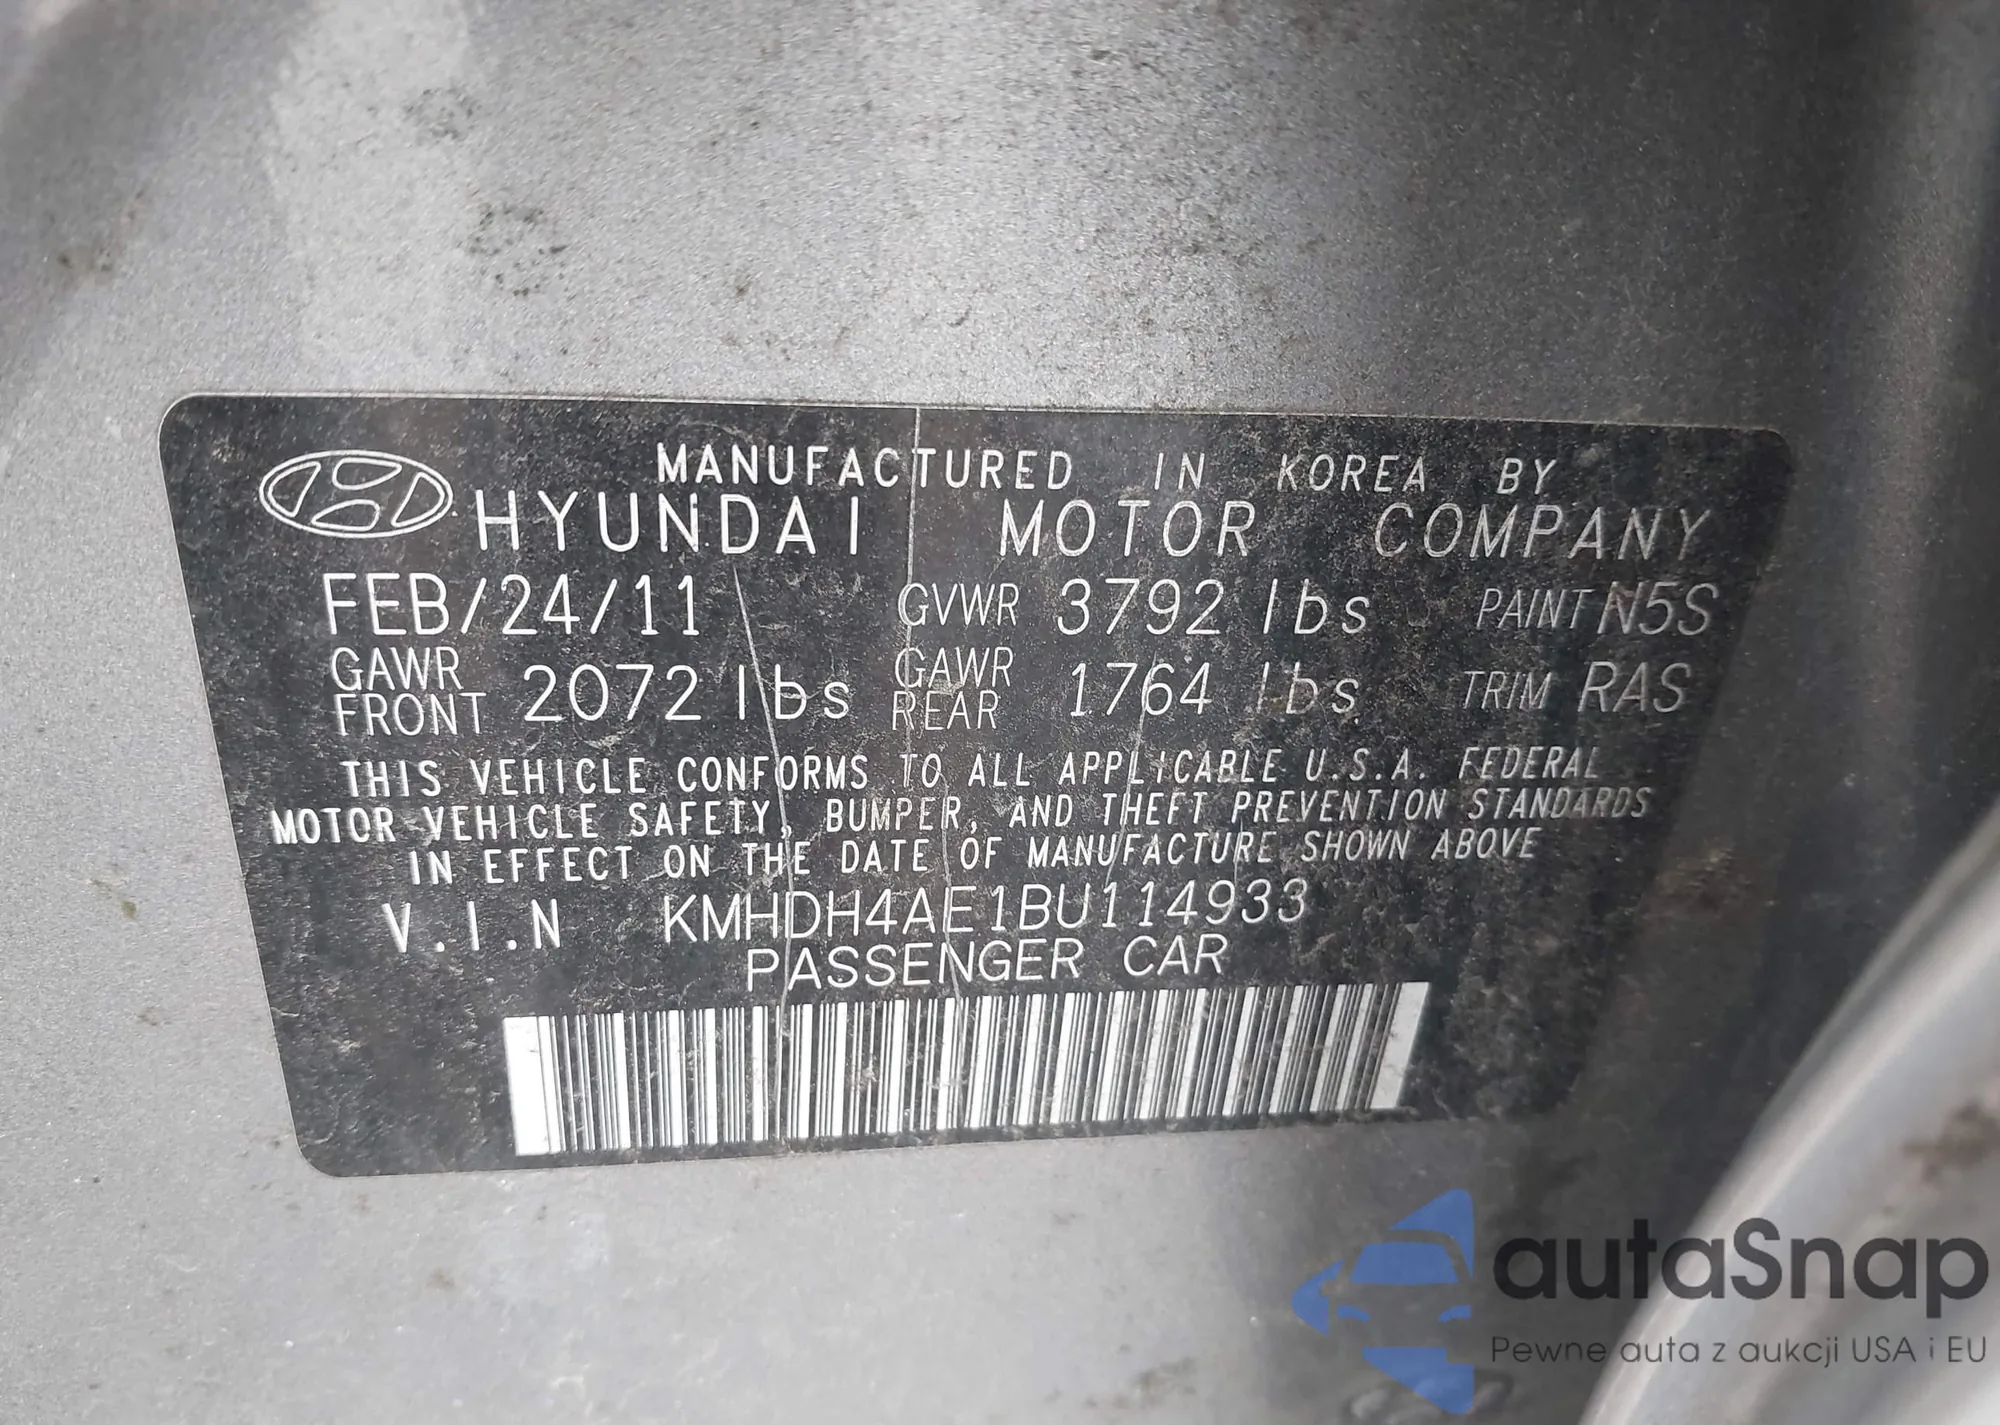 MANUFACTURED IN KOREA BY
HYUNDAI MOTOR COMPANY
FEB/24/11 GVWR 3792 lbs PAINT N5S
GAWR FRONT 2072 lbs GAWR REAR 1764 lbs TRIM RAS
THIS VEHICLE CONFORMS TO ALL APPLICABLE U.S.A. FEDERAL
MOTOR VEHICLE SAFETY, BUMPER, AND THEFT PREVENTION STANDARDS
IN EFFECT ON THE DATE OF MANUFACTURE SHOWN ABOVE
V.I.N KMHDH4AE1BU114933
PASSENGER CAR
autaSnap
Pewne auta z aukcji USA i EU